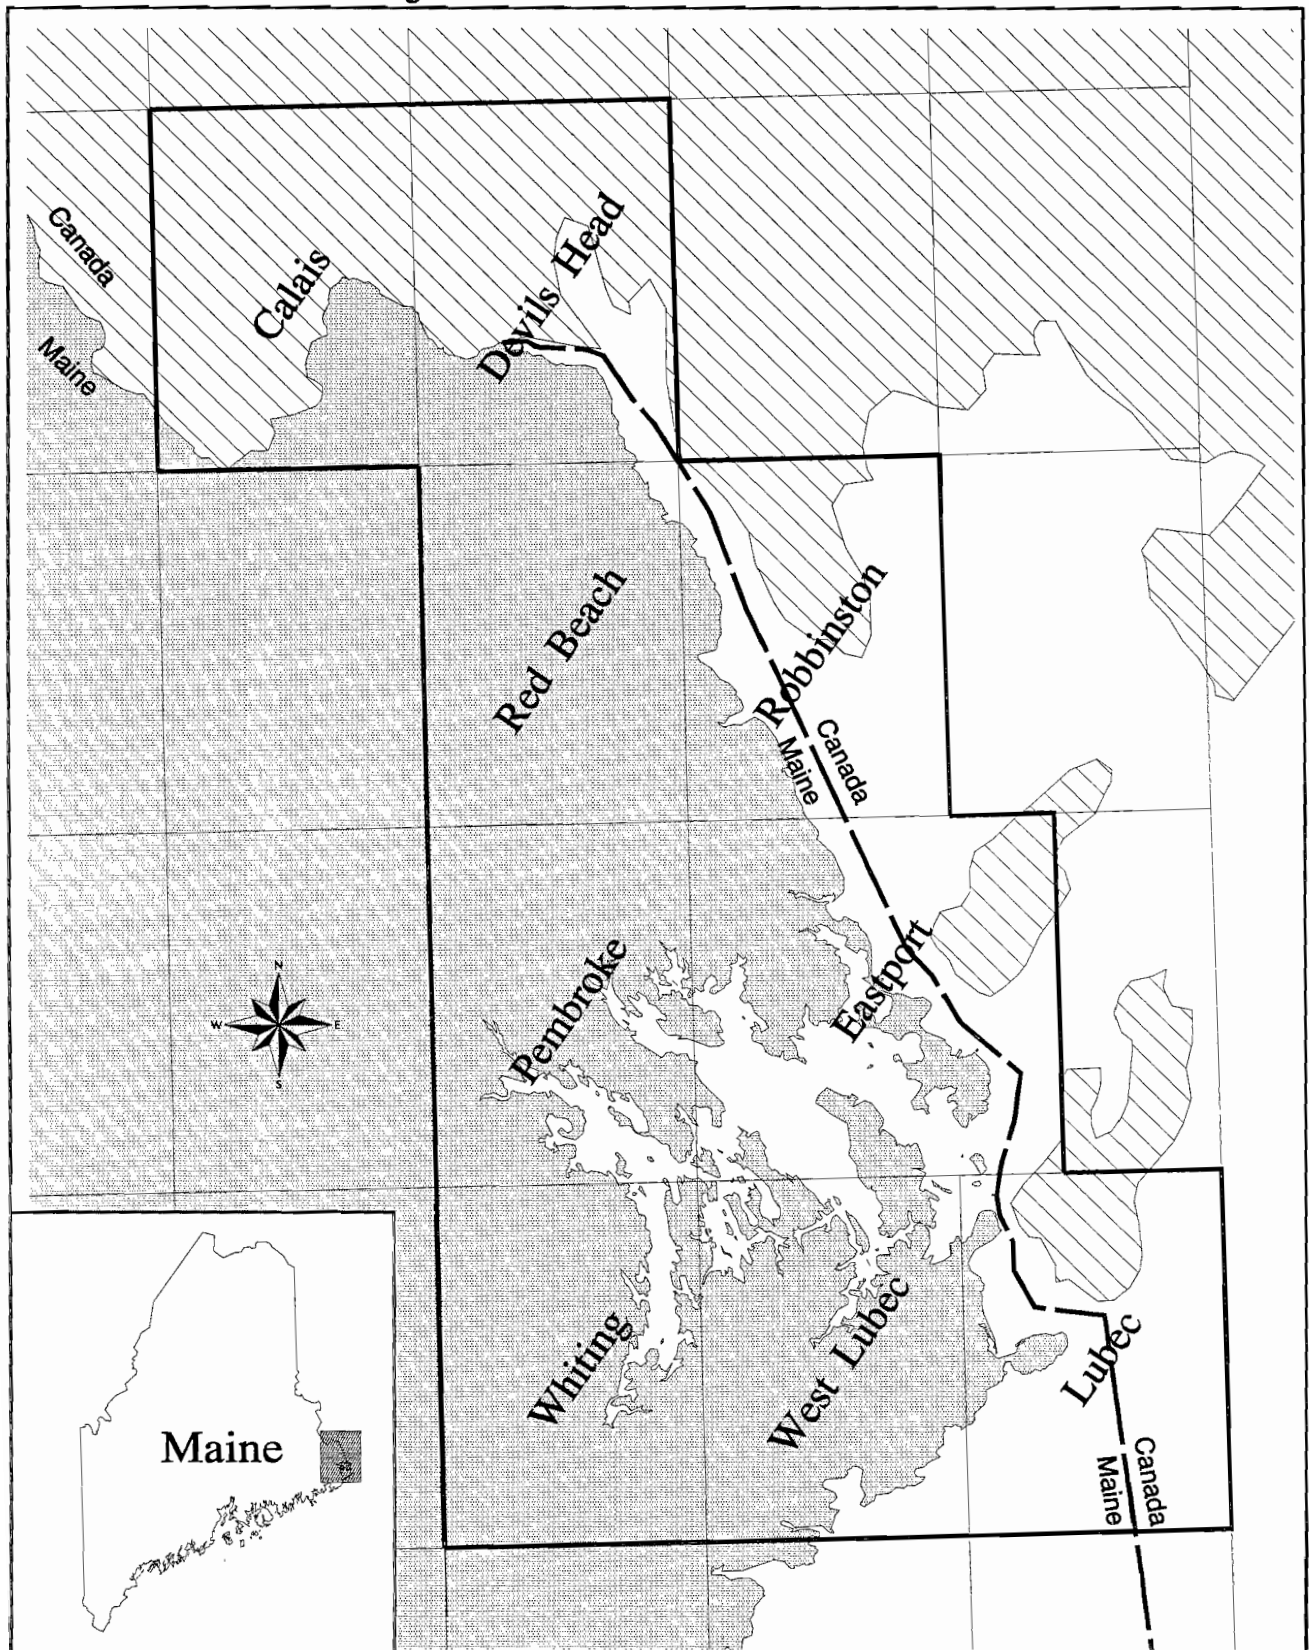 Canada
Maine
Calais
Devils Head
Red Beach
Robbinston
Canada
Maine
N
W
E
S
Pembroke
Eastport
Whiting
West Lubec
Lubec
Canada
Maine
Maine